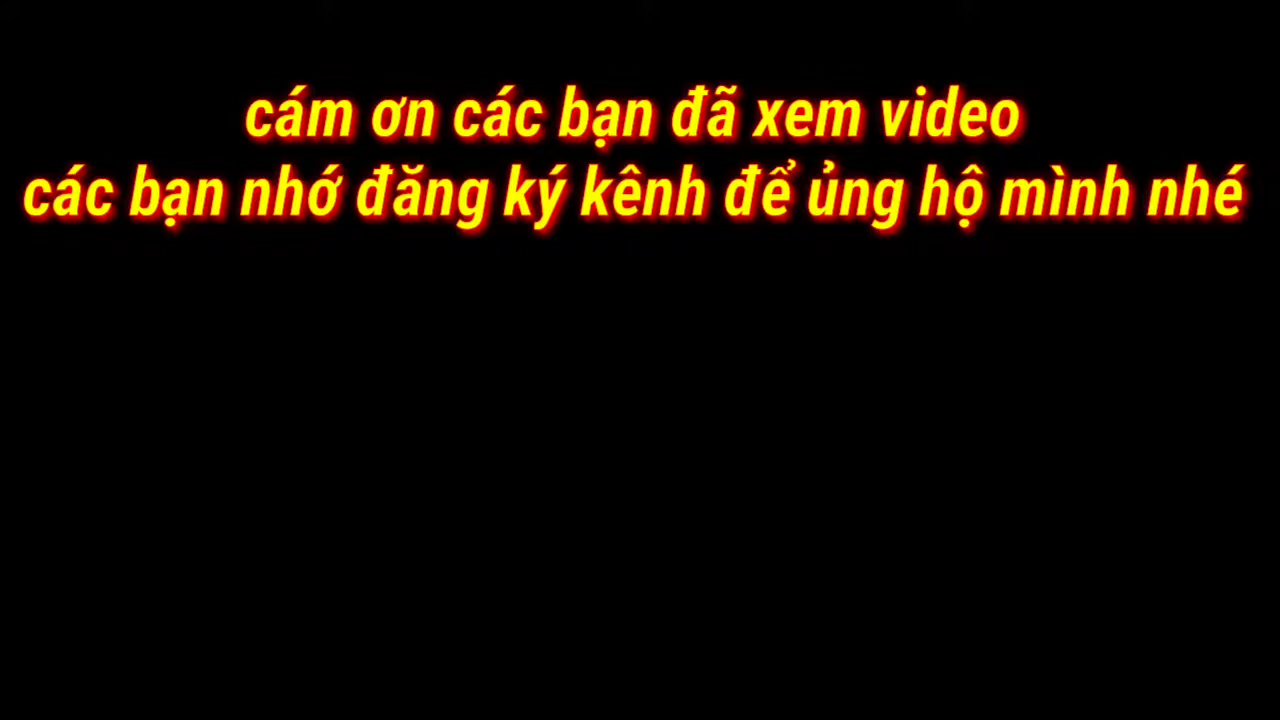 cám ơn các bạn đã xem video
các bạn nhớ đăng ký kênh để ủng hộ mình nhé